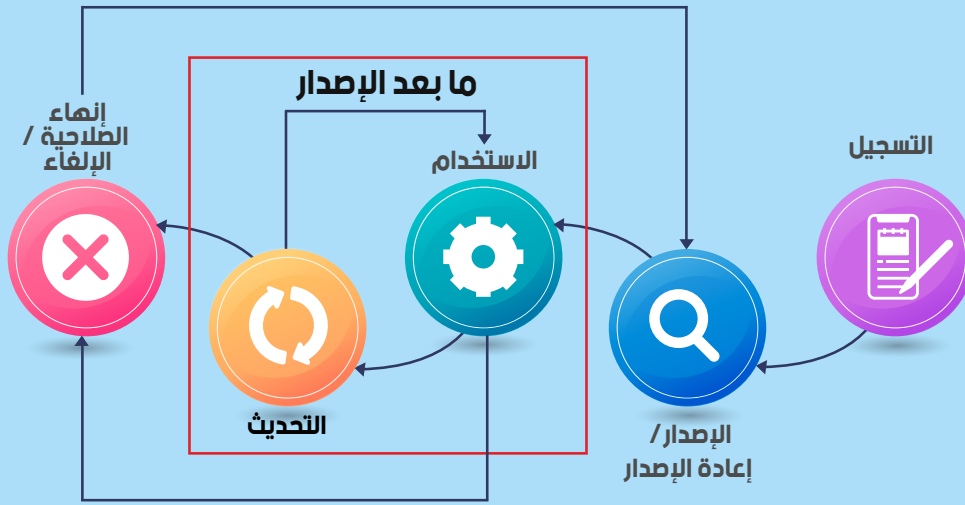 ما بعد الإصدار
التسجيل
الإصدار/
إعادة الإصدار
الاستخدام
التحديث
إنهاء
الصلاحية /
الإلغاء